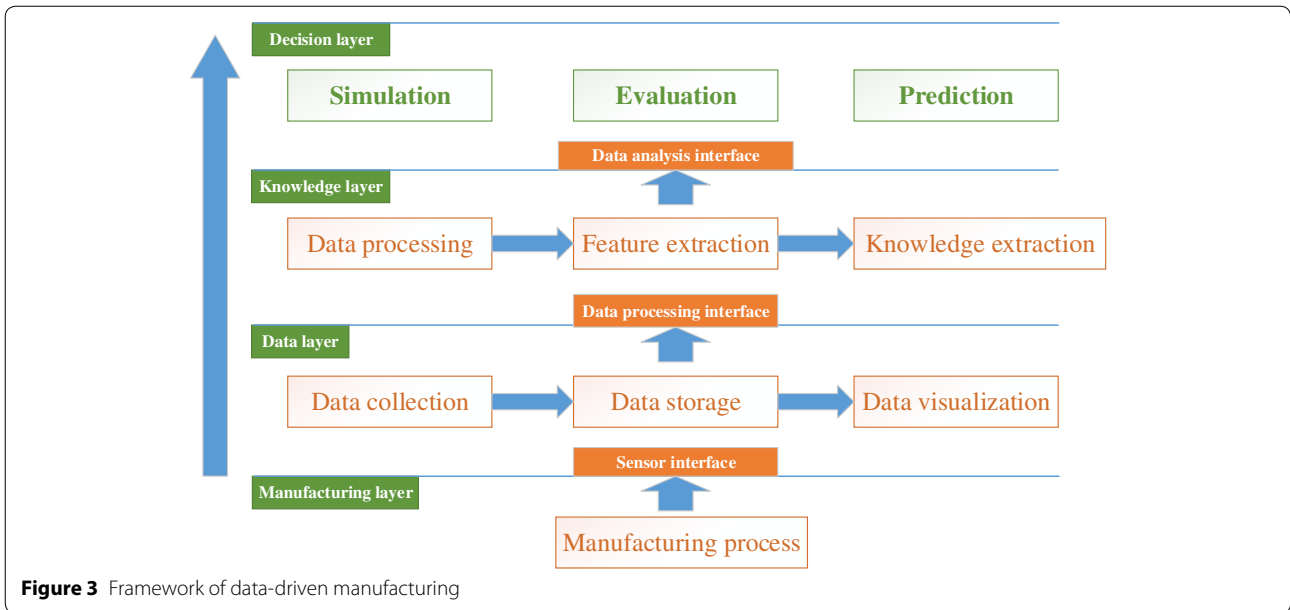 Decision layer
Simulation
Evaluation
Prediction
Data analysis interface
Knowledge layer
Data processing
Feature extraction
Knowledge extraction
Data processing interface
Data layer
Data collection
Data storage
Data visualization
Sensor interface
Manufacturing layer
Manufacturing process
Figure 3 Framework of data-driven manufacturing